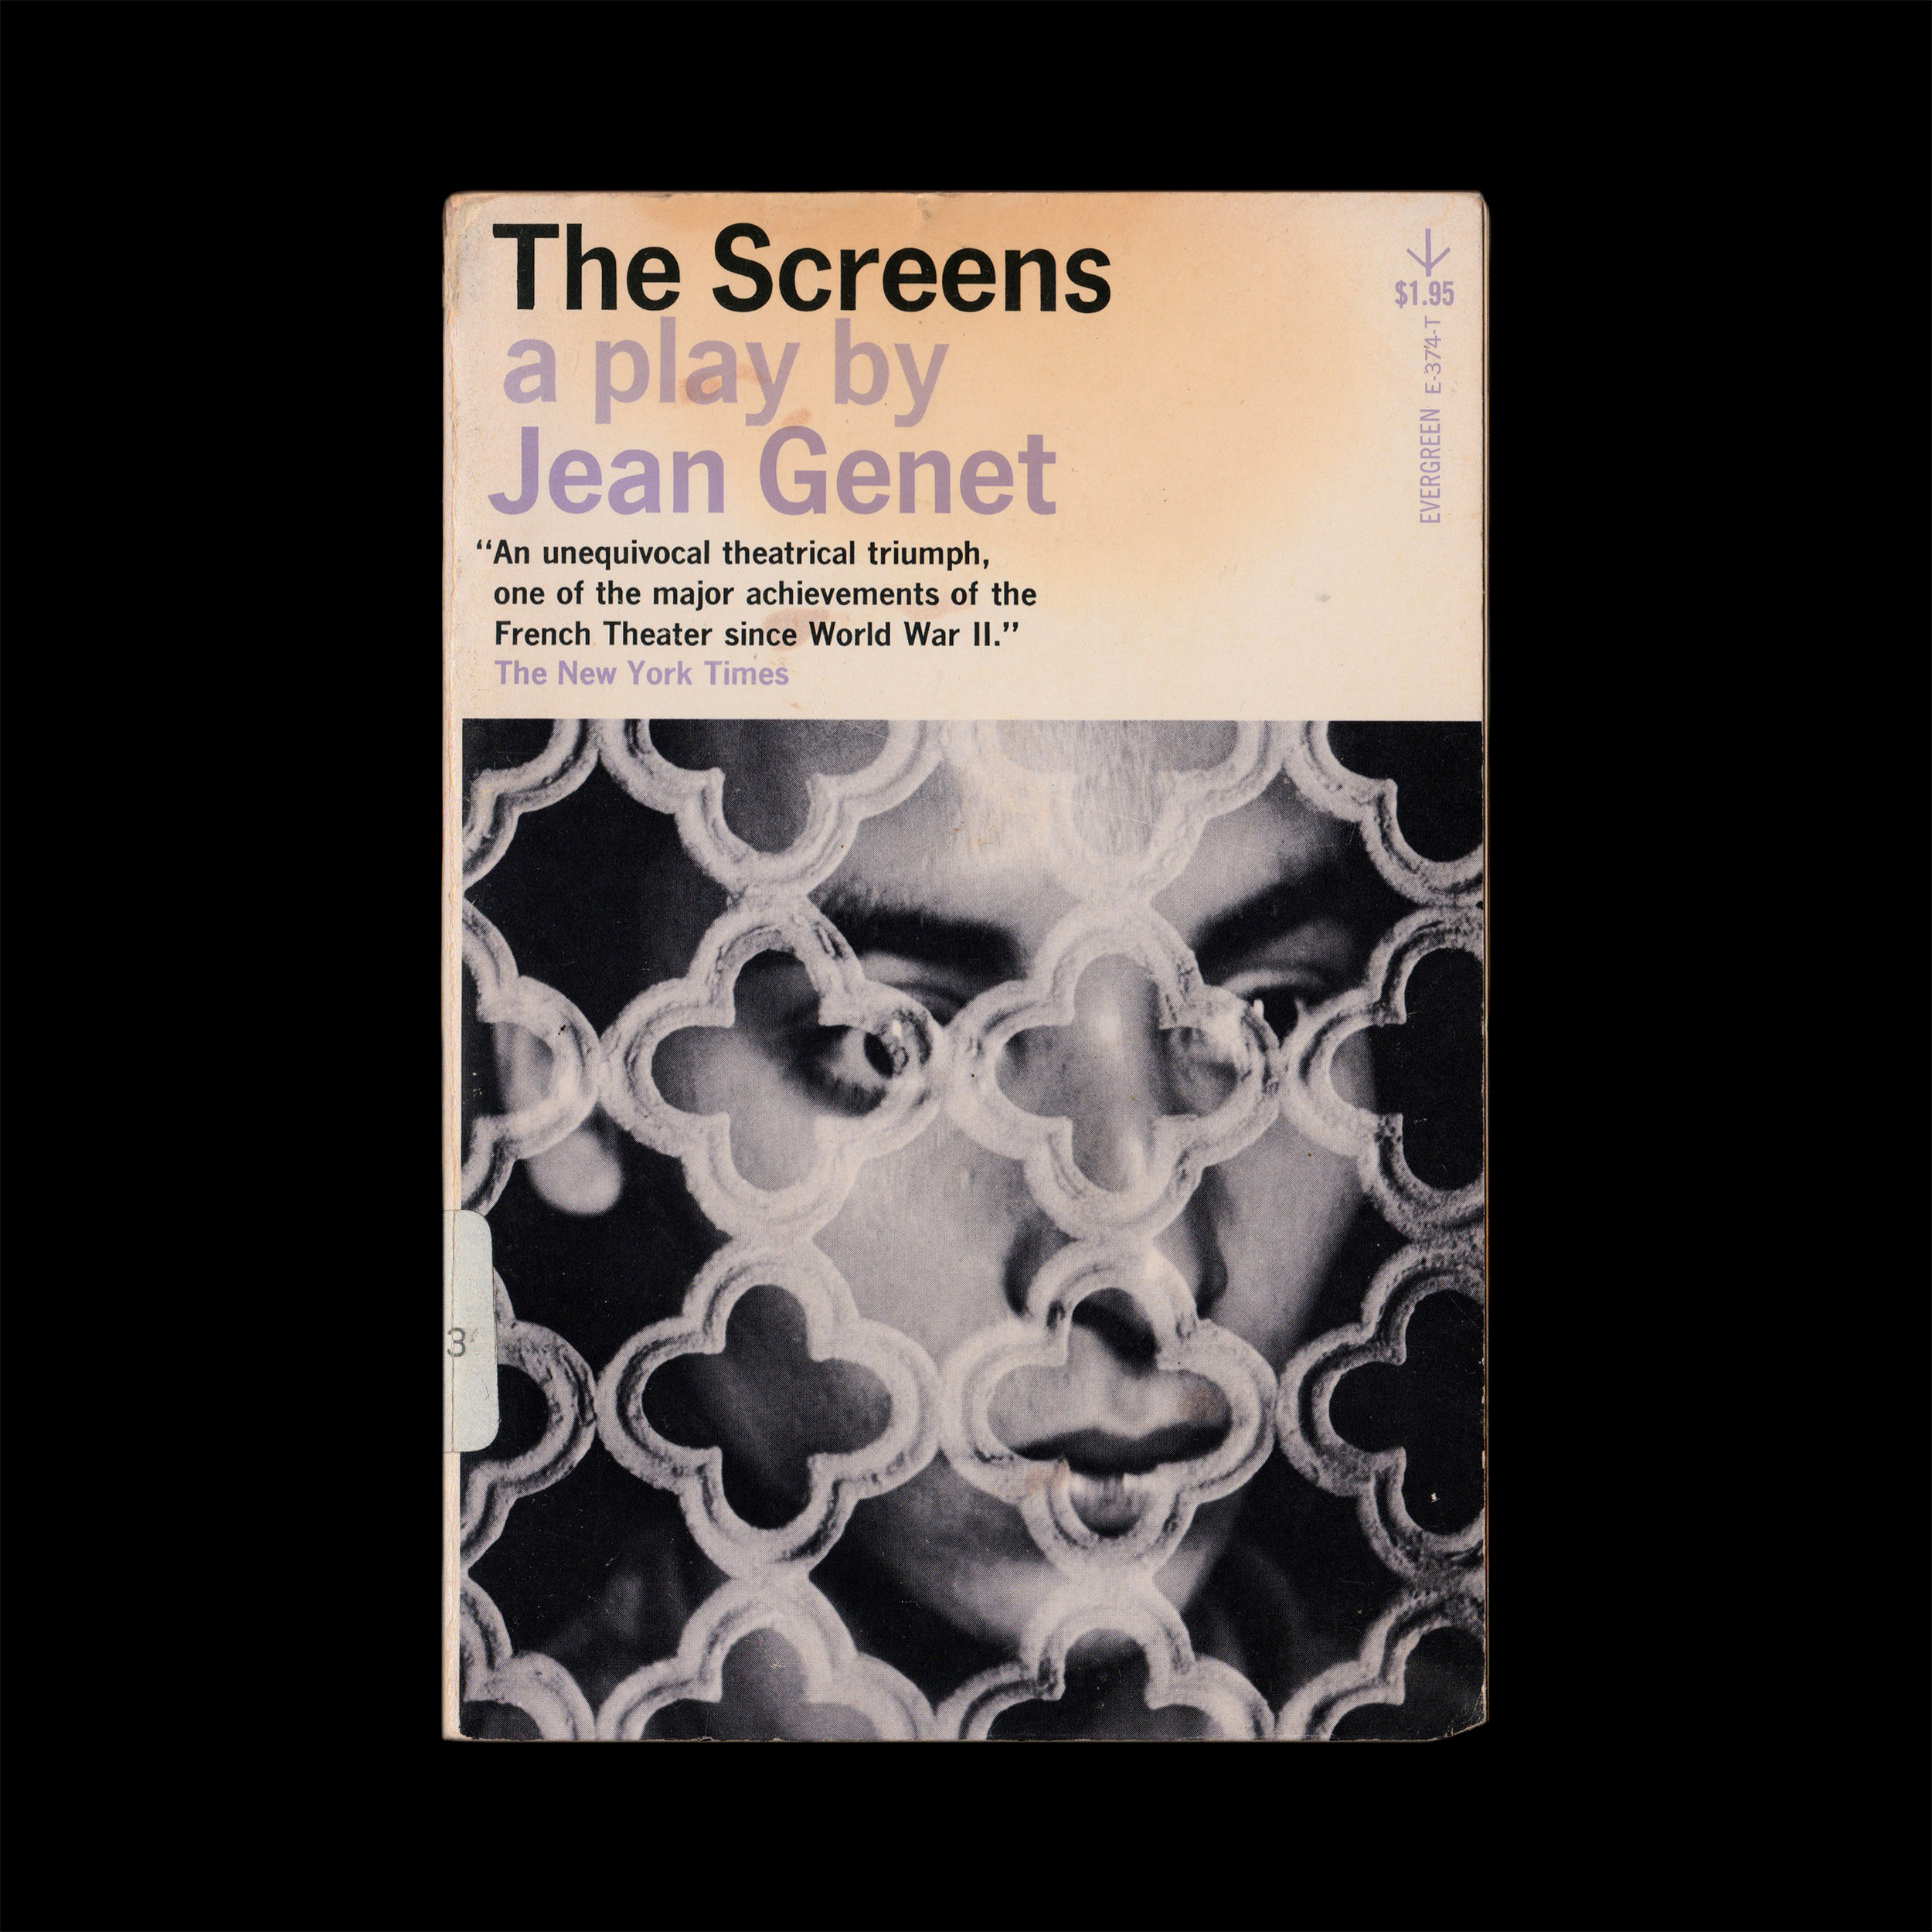 The Screens
a play by
Jean Genet
“An unequivocal theatrical triumph,
one of the major achievements of the
French Theater since World War II.”
The New York Times
$1.95
EVERGREEN E-374-T
3